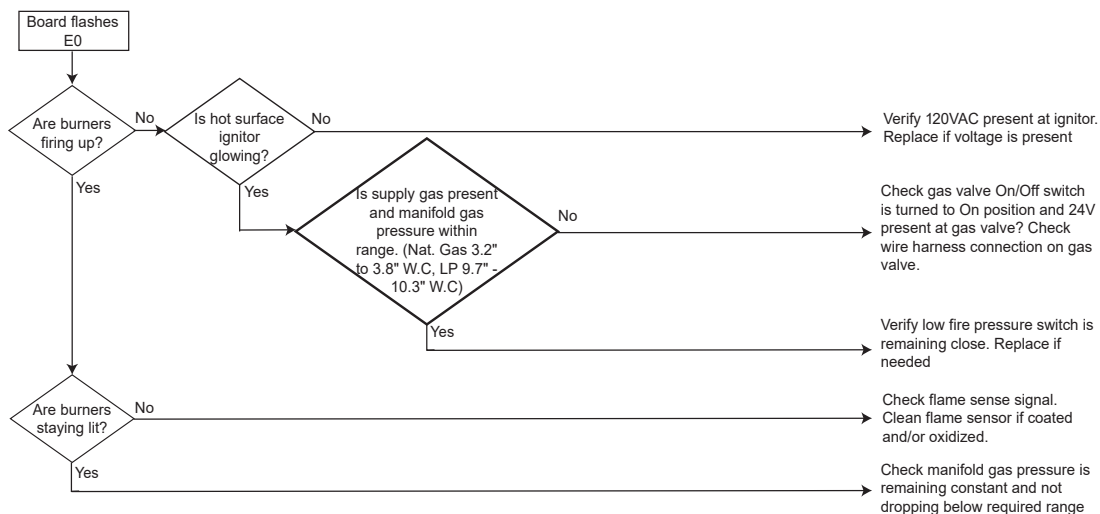 Board flashes
E0
Are burners
firing up?
No
Is hot surface
ignitor
glowing?
No
Verify 120VAC present at ignitor.
Replace if voltage is present
Yes
Yes
Is supply gas present
and manifold gas
pressure within
range. (Nat. Gas 3.2"
to 3.8" W.C, LP 9.7" -
10.3" W.C)
No
Check gas valve On/Off switch
is turned to On position and 24V
present at gas valve? Check
wire harness connection on gas
valve.
Yes
Verify low fire pressure switch is
remaining close. Replace if
needed
Are burners
staying lit?
No
Check flame sense signal.
Clean flame sensor if coated
and/or oxidized.
Yes
Check manifold gas pressure is
remaining constant and not
dropping below required range